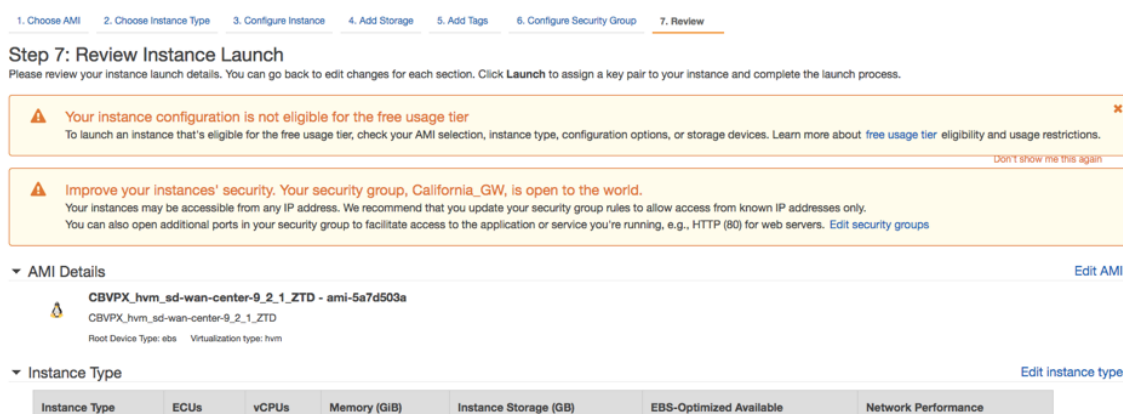 1. Choose AMI 2. Choose Instance Type 3. Configure Instance 4. Add Storage 5. Add Tags 6. Configure Security Group 7. Review
Step 7: Review Instance Launch
Please review your instance launch details. You can go back to edit changes for each section. Click Launch to assign a key pair to your instance and complete the launch process.
Your instance configuration is not eligible for the free usage tier
To launch an instance that's eligible for the free usage tier, check your AMI selection, instance type, configuration options, or storage devices. Learn more about free usage tier eligibility and usage restrictions.
Don't show me this again
Improve your instances' security. Your security group, California_GW, is open to the world.
Your instances may be accessible from any IP address. We recommend that you update your security group rules to allow access from known IP addresses only.
You can also open additional ports in your security group to facilitate access to the application or service you're running, e.g., HTTP (80) for web servers. Edit security groups
AMI Details Edit AMI
CBVPX_hvm_sd-wan-center-9_2_1_ZTD - ami-5a7d503a
CBVPX_hvm_sd-wan-center-9_2_1_ZTD
Root Device Type: ebs Virtualization type: hvm
Instance Type Edit instance type
Instance Type ECUs vCPUs Memory (GiB) Instance Storage (GB) EBS-Optimized Available Network Performance